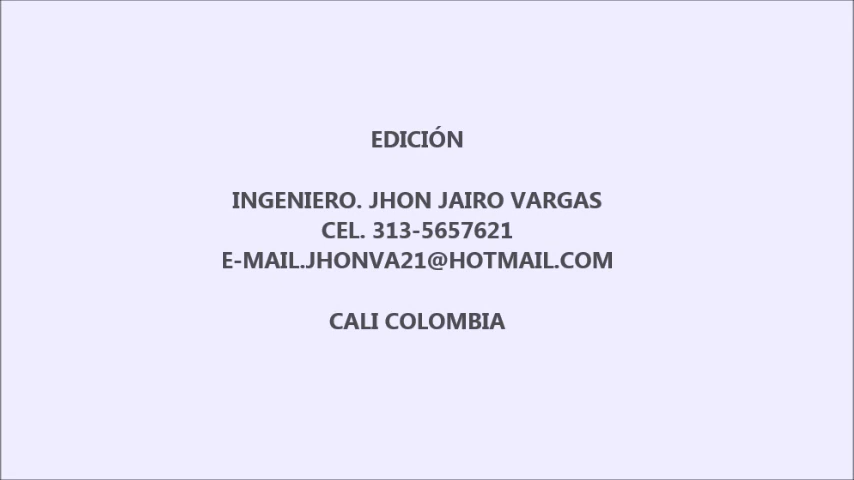 EDICIÓN
INGENIERO. JHON JAIRO VARGAS
CEL. 313-5657621
E-MAIL.JHONVA21@HOTMAIL.COM
CALI COLOMBIA